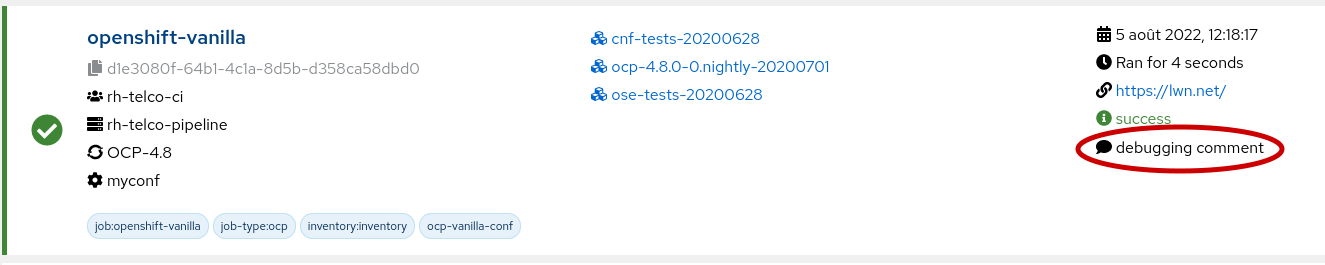 openshift-vanilla
d1e3080f-64b1-4c1a-8d5b-d358ca58dbd0
rh-telco-ci
rh-telco-pipeline
OCP-4.8
myconf
job:openshift-vanilla job-type:ocp inventory:inventory ocp-vanilla-conf
cnf-tests-20200628
ocp-4.8.0-0.nightly-20200701
ose-tests-20200628
5 août 2022, 12:18:17
Ran for 4 seconds
https://lwn.net/
success
debugging comment